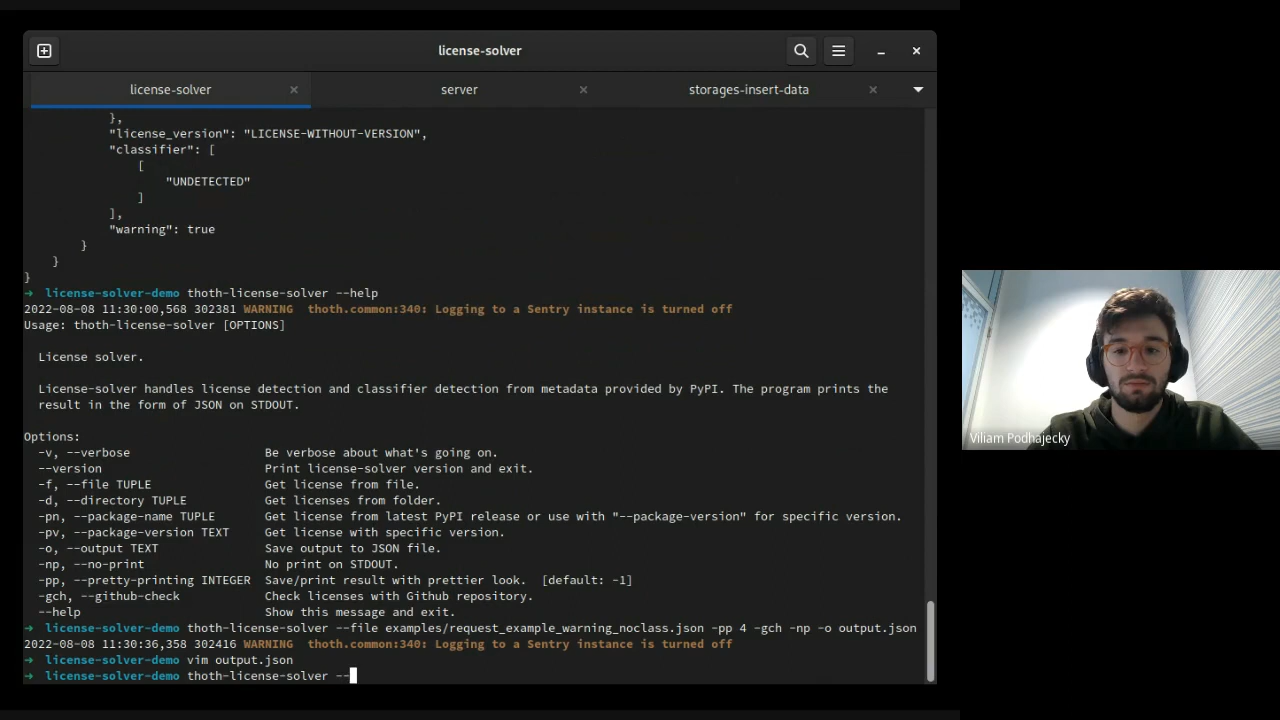 license-solver
license-solver
server
storages-insert-data
},
"license_version": "LICENSE-WITHOUT-VERSION",
"classifier": [
[
"UNDETECTED"
]
],
"warning": true
}
}
}
→ license-solver-demo thoth-license-solver --help
2022-08-08 11:30:00,568 302381 WARNING thoth.common:340: Logging to a Sentry instance is turned off
Usage: thoth-license-solver [OPTIONS]
License solver.
License-solver handles license detection and classifier detection from metadata provided by PyPI. The program prints the
result in the form of JSON on STDOUT.
Options:
-v, --verbose Be verbose about what's going on.
--version Print license-solver version and exit.
-f, --file TUPLE Get license from file.
-d, --directory TUPLE Get licenses from folder.
-pn, --package-name TUPLE Get license from latest PyPI release or use with "--package-version" for specific version.
-pv, --package-version TEXT Get license with specific version.
-o, --output TEXT Save output to JSON file.
-np, --no-print No print on STDOUT.
-pp, --pretty-printing INTEGER Save/print result with prettier look. [default: -1]
-gch, --github-check Check licenses with Github repository.
--help Show this message and exit.
→ license-solver-demo thoth-license-solver --file examples/request_example_warning_noclass.json -pp 4 -gch -np -o output.json
2022-08-08 11:30:36,358 302416 WARNING thoth.common:340: Logging to a Sentry instance is turned off
→ license-solver-demo vim output.json
→ license-solver-demo thoth-license-solver --
Viliam Podhajecky